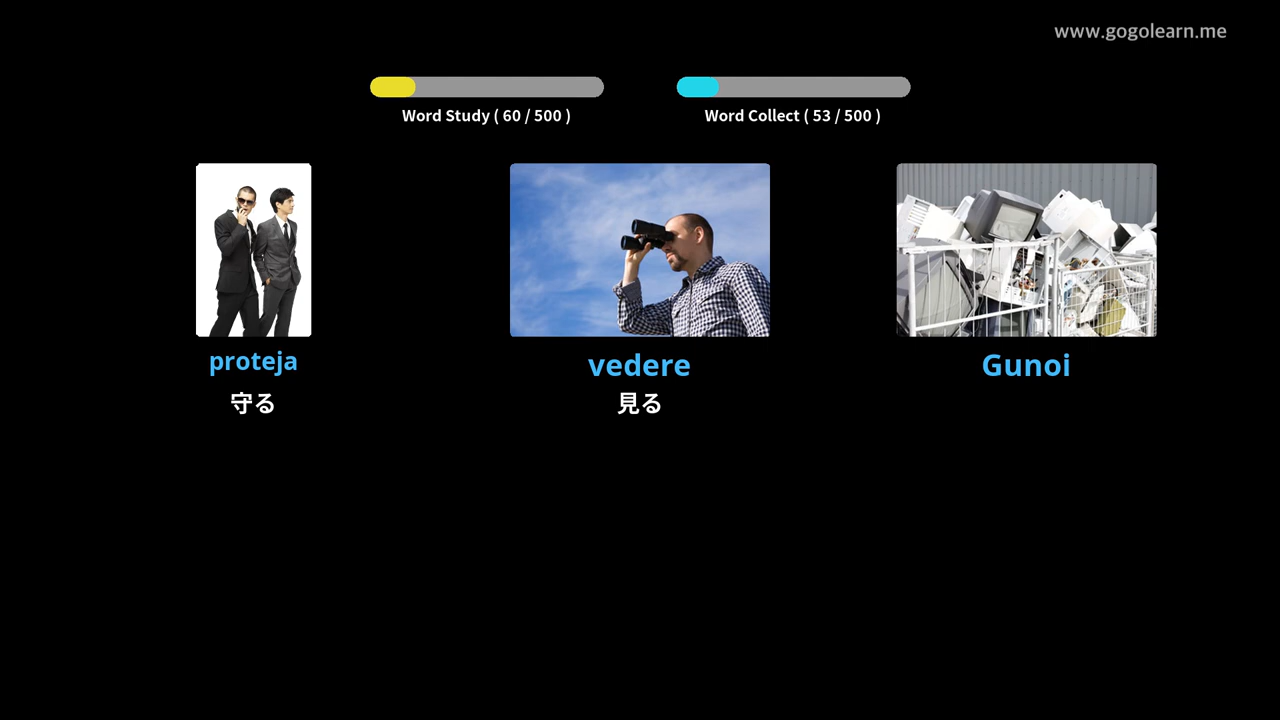 www.gogolearn.me
Word Study ( 60 / 500 )
Word Collect ( 53 / 500 )
proteja
守る
vedere
見る
Gunoi